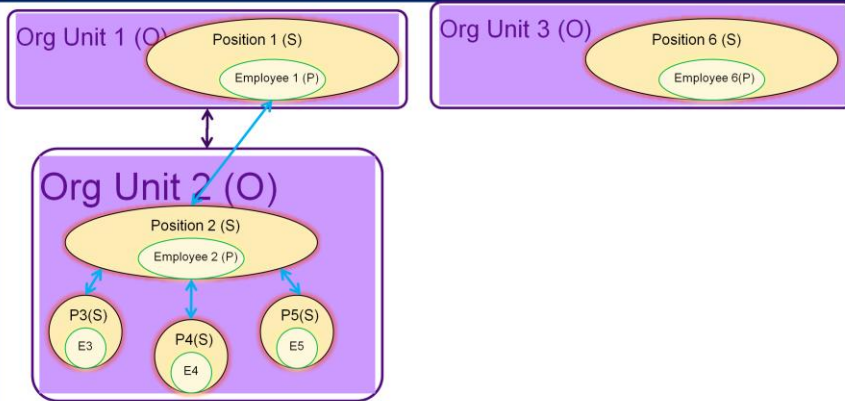 Org Unit 1 (O)
Position 1 (S)
Employee 1 (P)
Org Unit 3 (O)
Position 6 (S)
Employee 6(P)
Org Unit 2 (O)
Position 2 (S)
Employee 2 (P)
P3(S)
E3
P4(S)
E4
P5(S)
E5